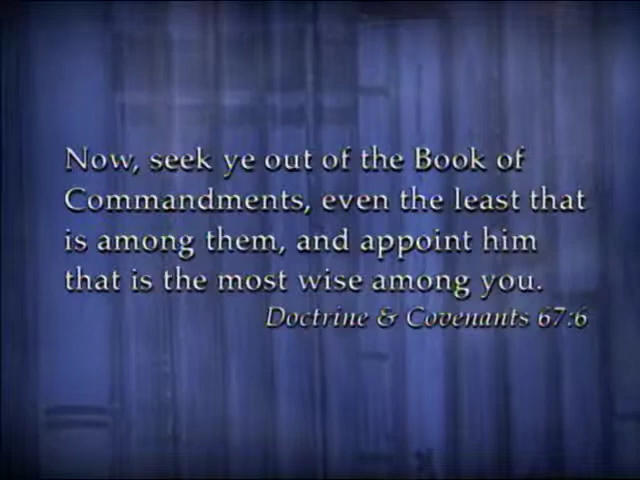 Now, seek ye out of the Book of
Commandments, even the least that
is among them, and appoint him
that is the most wise among you.
Doctrine & Covenants 67:6